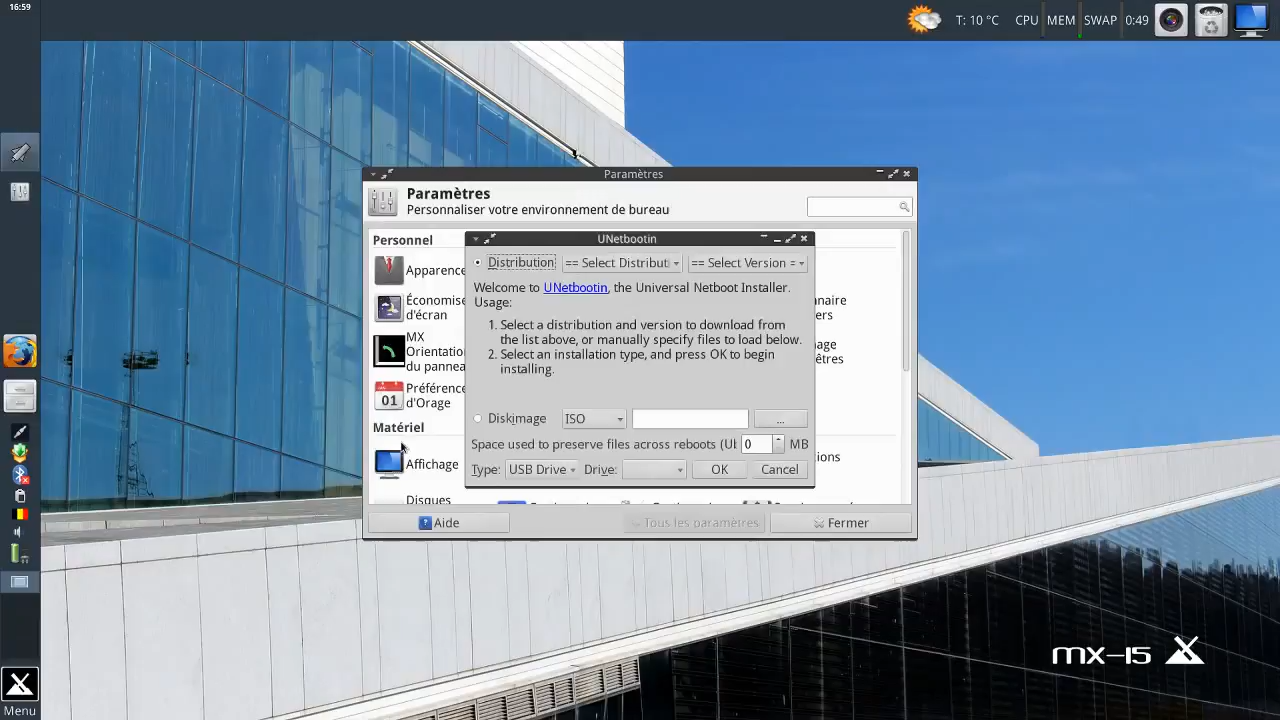 16:59
T: 10 °C CPU MEM SWAP 0:49
Paramètres
Paramètres
Personnaliser votre environnement de bureau
Personnel
Apparence
Économise
d'écran
MX
Orientation
du pannea
Préférence
d'Orage
Matériel
Affichage
Disques
naire
ers
age
êtres
ions
UNetbootin
Distribution == Select Distribut == Select Version =
Welcome to UNetbootin, the Universal Netboot Installer.
Usage:
1. Select a distribution and version to download from
the list above, or manually specify files to load below.
2. Select an installation type, and press OK to begin
installing.
Diskimage ISO ...
Space used to preserve files across reboots (Ul 0 MB
Type: USB Drive Drive: OK Cancel
Aide Tous les paramètres Fermer
01
mx-15
Menu